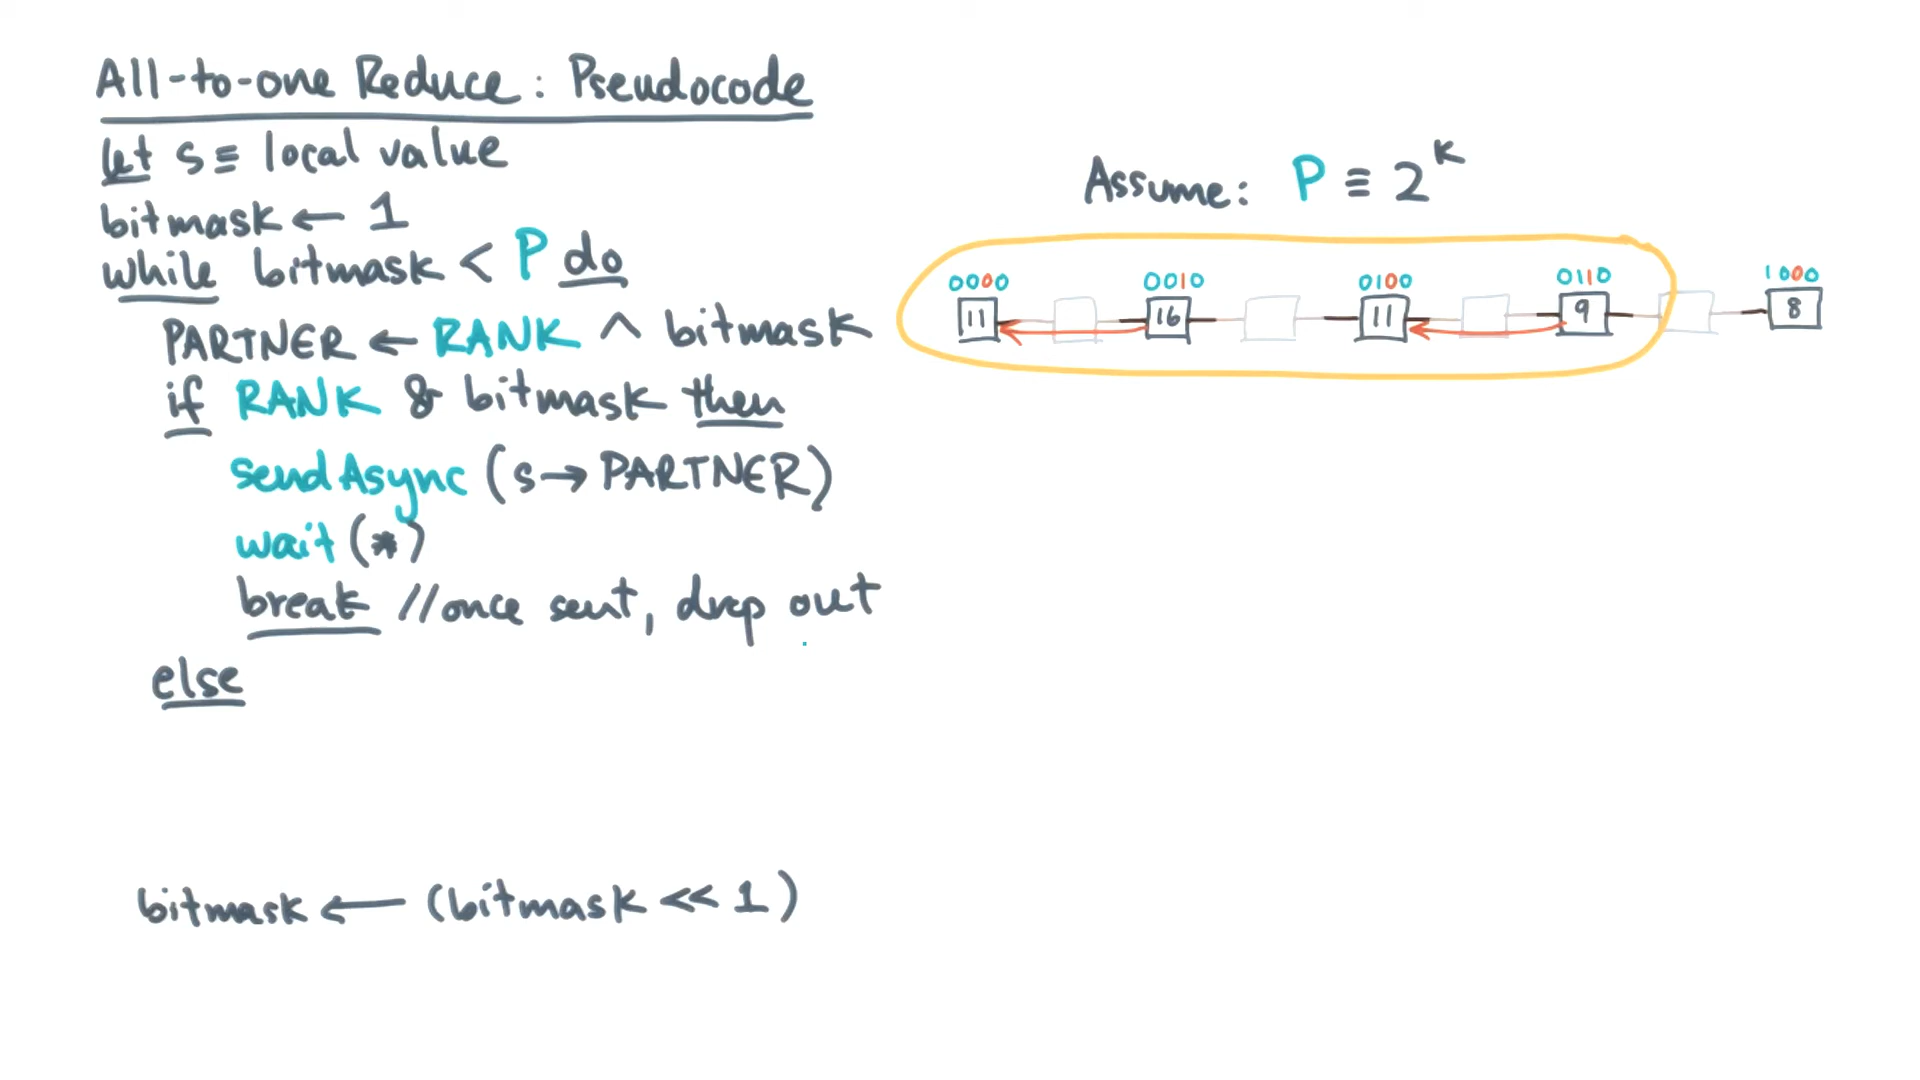 All-to-one Reduce: Pseudocode
let s ≡ local value
bitmask ← 1
while bitmask < P do
PARTNER ← RANK ^ bitmask
if RANK & bitmask then
sendAsync (s → PARTNER)
wait (*)
break // once sent, drop out
else
bitmask ← (bitmask << 1)
Assume: P ≡ 2^k
0000 0010 0100 0110 1000
11 16 11 9 8